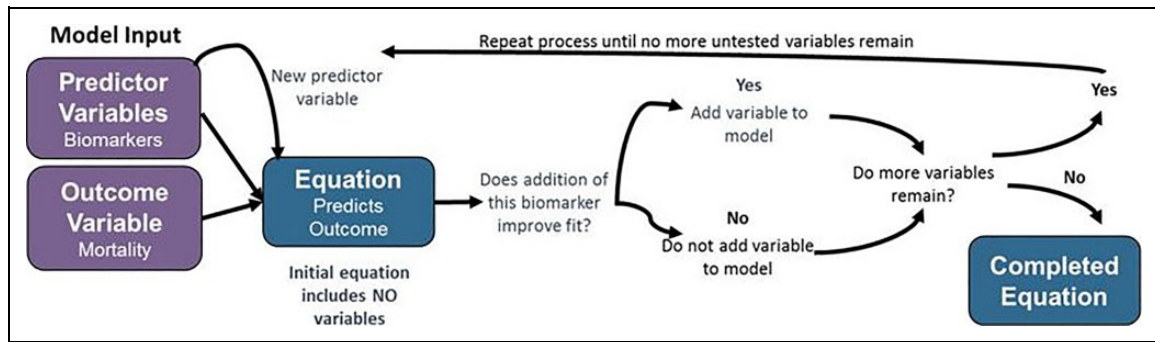 Model Input
Predictor
Variables
Biomarkers
Outcome
Variable
Mortality
New predictor
variable
Repeat process until no more untested variables remain
Equation
Predicts
Outcome
Initial equation
includes NO
variables
Does addition of
this biomarker
improve fit?
Yes
Add variable to
model
No
Do not add variable
to model
Do more variables
remain?
Yes
No
Completed
Equation